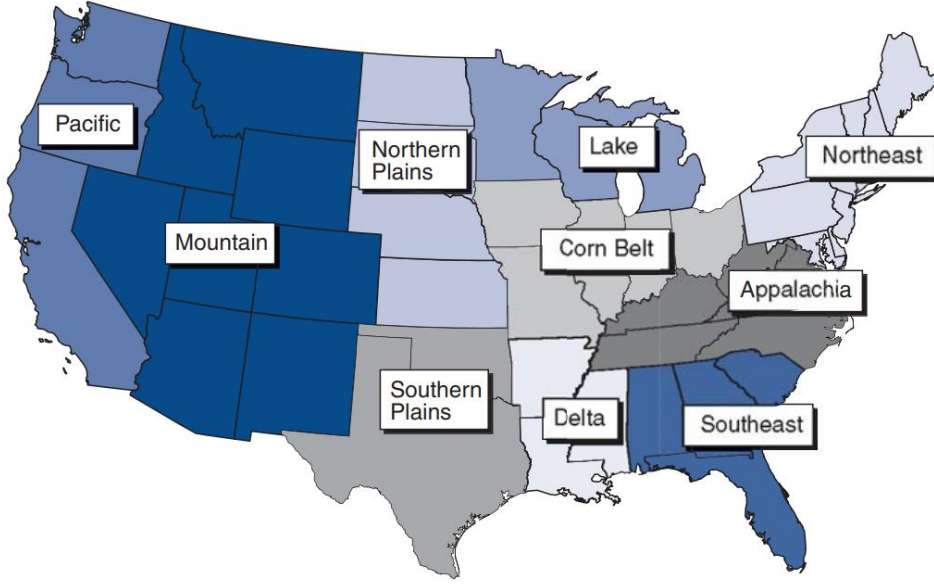 Pacific
Northern
Plains
Lake
Northeast
Mountain
Corn Belt
Appalachia
Southern
Plains
Delta
Southeast